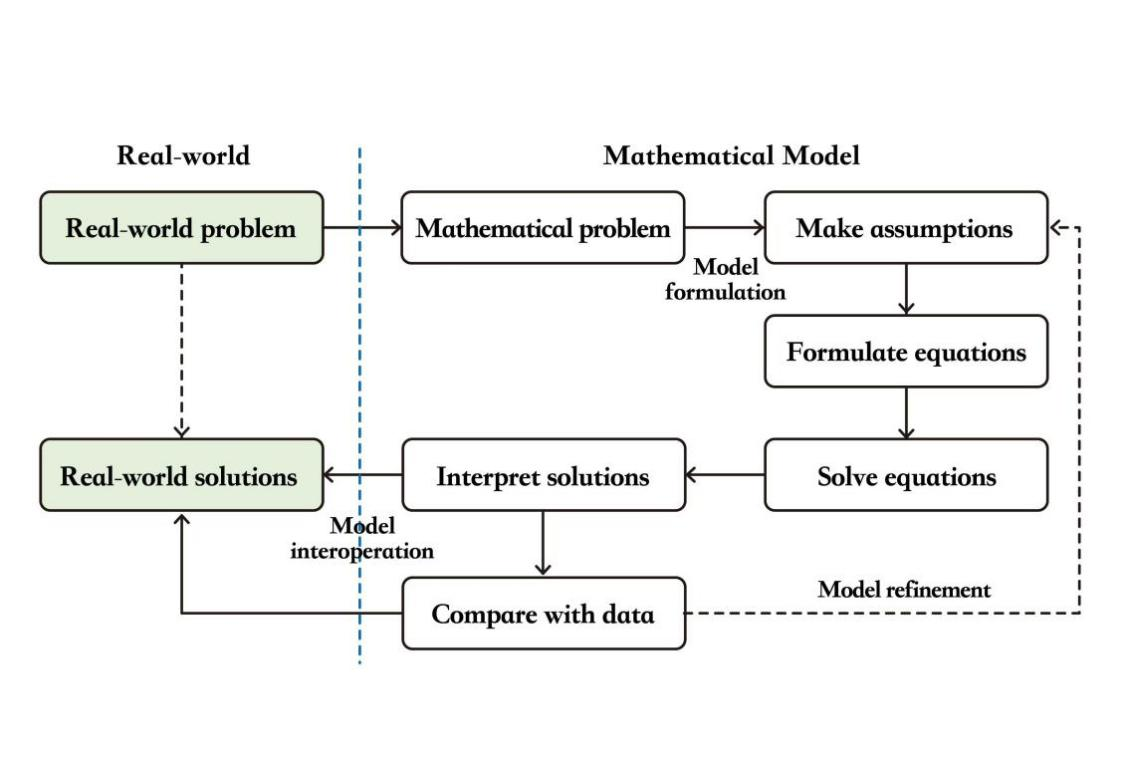 Real-world
Mathematical Model
Real-world problem
Mathematical problem
Make assumptions
Model
formulation
Formulate equations
Real-world solutions
Interpret solutions
Solve equations
Model
interoperation
Compare with data
Model refinement